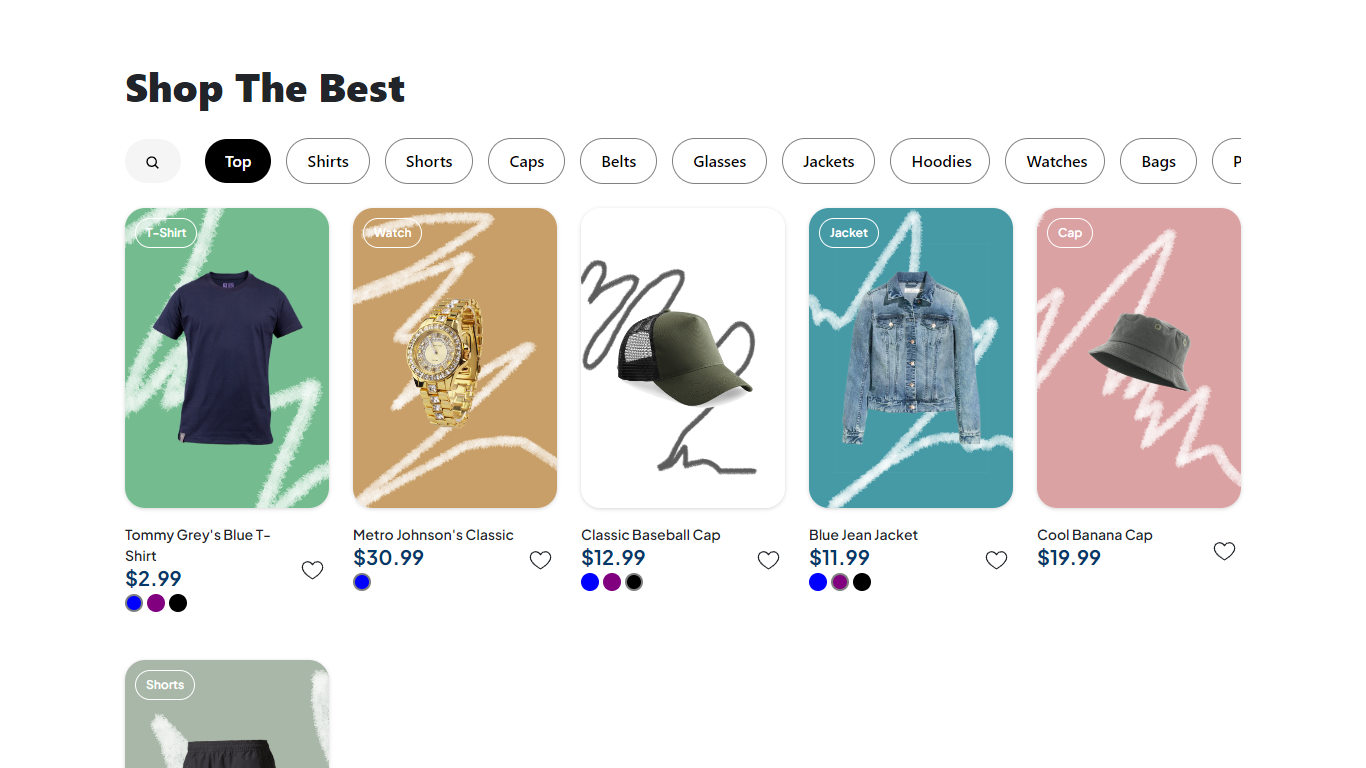 Shop The Best
Top Shirts Shorts Caps Belts Glasses Jackets Hoodies Watches Bags
T-Shirt Watch Jacket Cap
Tommy Grey's Blue T-
Shirt
$2.99
Metro Johnson's Classic
$30.99
Classic Baseball Cap
$12.99
Blue Jean Jacket
$11.99
Cool Banana Cap
$19.99
Shorts